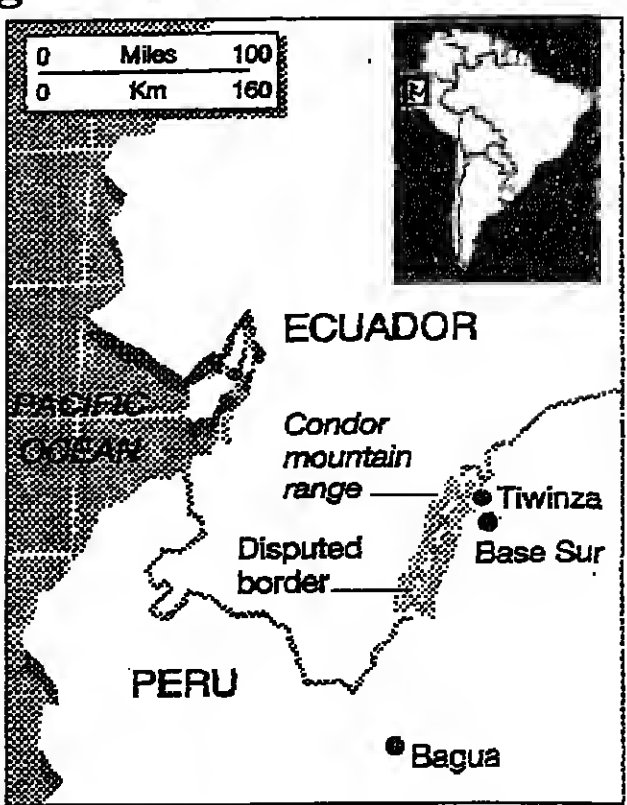 g
0 Miles 100
0 Km 160
ECUADOR
PACIFIC
OCEAN
Condor
mountain
range
Tiwinza
Base Sur
Disputed
border
PERU
Bagua